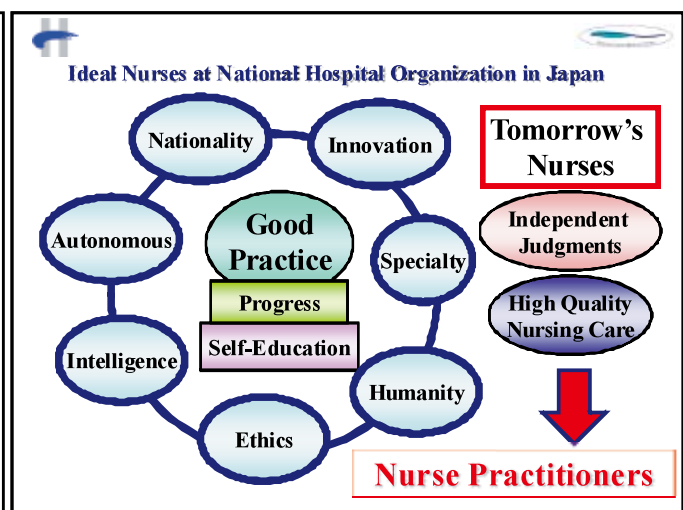 Ideal Nurses at National Hospital Organization in Japan
Nationality
Innovation
Autonomous
Good
Practice
Specialty
Progress
Self-Education
Intelligence
Humanity
Ethics
Tomorrow's
Nurses
Independent
Judgments
High Quality
Nursing Care
Nurse Practitioners